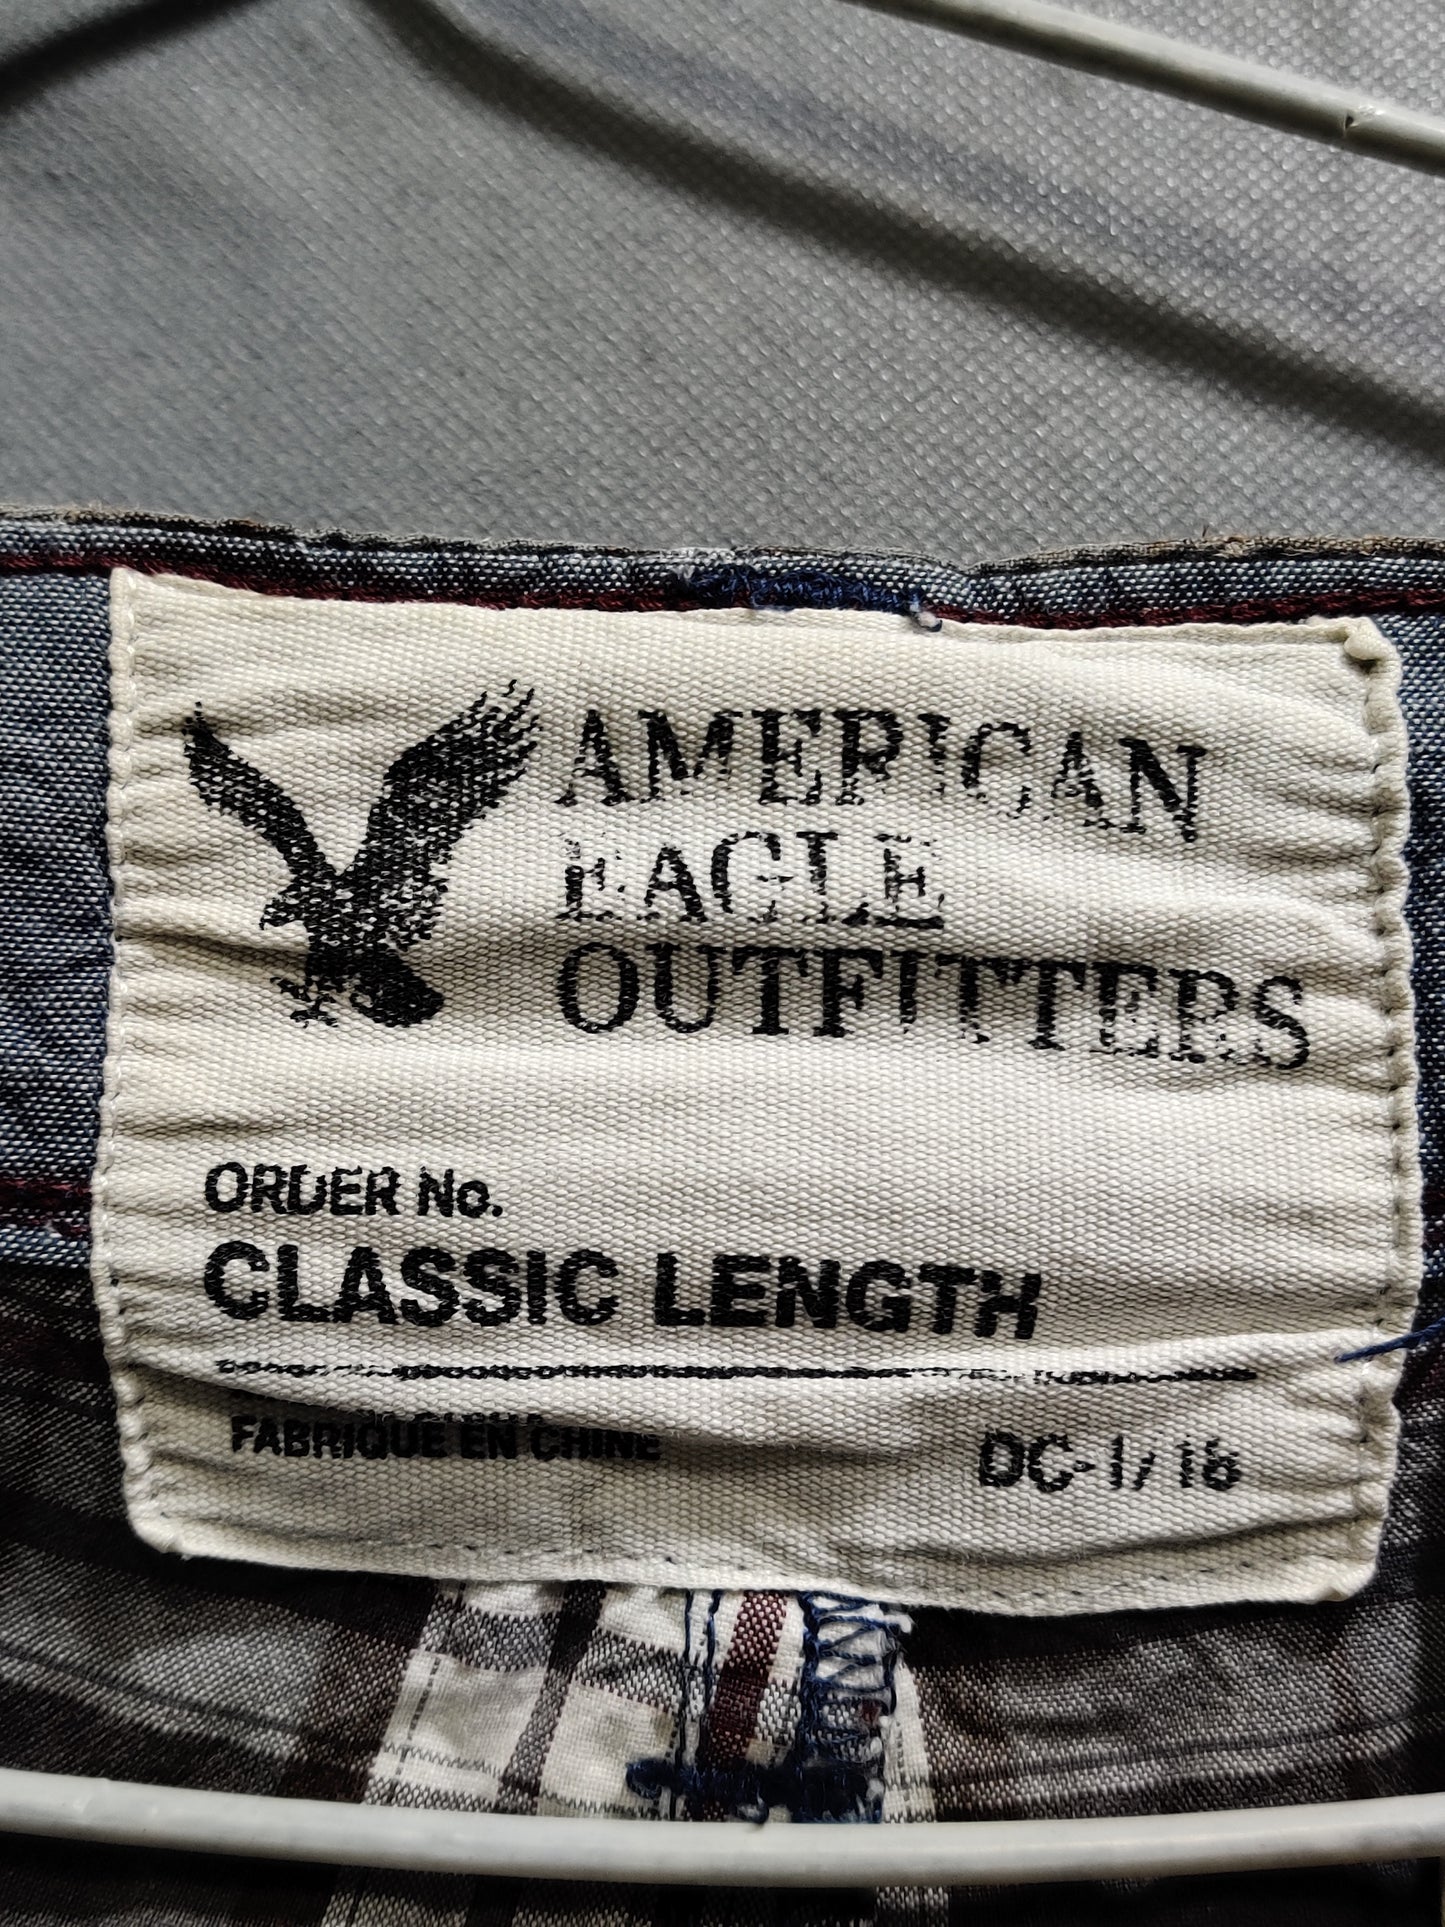 AMERICAN
EAGLE
OUTFITTERS
ORDER No.
CLASSIC LENGTH
FABRIQUE EN CHINE
DC-1/16